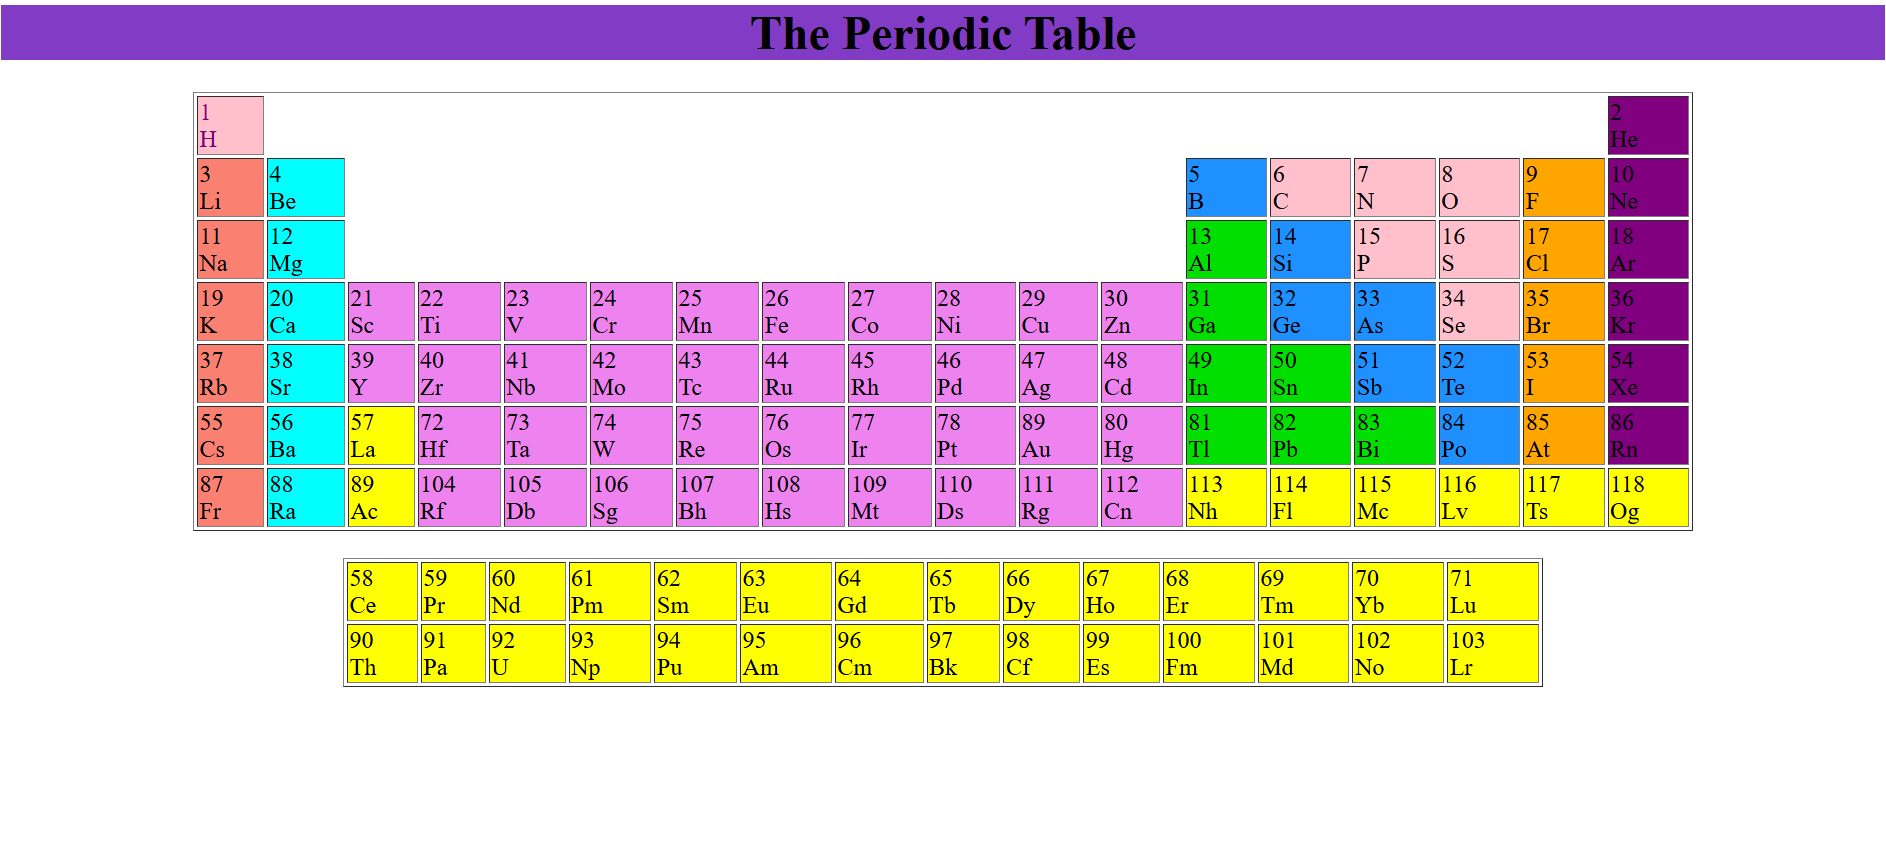 The Periodic Table
1 2
H He
3 4 5 6 7 8 9 10
Li Be B C N O F Ne
11 12 13 14 15 16 17 18
Na Mg Al Si P S Cl Ar
19 20 21 22 23 24 25 26 27 28 29 30 31 32 33 34 35 36
K Ca Sc Ti V Cr Mn Fe Co Ni Cu Zn Ga Ge As Se Br Kr
37 38 39 40 41 42 43 44 45 46 47 48 49 50 51 52 53 54
Rb Sr Y Zr Nb Mo Tc Ru Rh Pd Ag Cd In Sn Sb Te I Xe
55 56 57 72 73 74 75 76 77 78 89 80 81 82 83 84 85 86
Cs Ba La Hf Ta W Re Os Ir Pt Au Hg Tl Pb Bi Po At Rn
87 88 89 104 105 106 107 108 109 110 111 112 113 114 115 116 117 118
Fr Ra Ac Rf Db Sg Bh Hs Mt Ds Rg Cn Nh Fl Mc Lv Ts Og
58 59 60 61 62 63 64 65 66 67 68 69 70 71
Ce Pr Nd Pm Sm Eu Gd Tb Dy Ho Er Tm Yb Lu
90 91 92 93 94 95 96 97 98 99 100 101 102 103
Th Pa U Np Pu Am Cm Bk Cf Es Fm Md No Lr